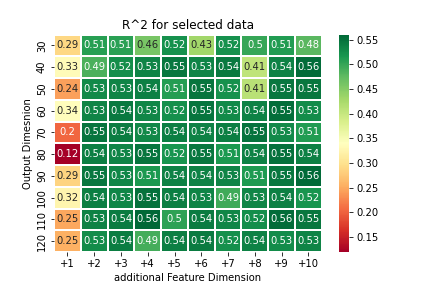 R^2 for selected data
30 0.29 0.51 0.51 0.46 0.52 0.43 0.52 0.5 0.51 0.48
40 0.33 0.49 0.52 0.53 0.55 0.53 0.54 0.41 0.54 0.56
50 0.24 0.53 0.53 0.54 0.51 0.55 0.52 0.41 0.55 0.55
60 0.34 0.53 0.54 0.53 0.52 0.55 0.53 0.54 0.55 0.53
70 0.2 0.55 0.53 0.53 0.54 0.54 0.54 0.55 0.53 0.51
80 0.12 0.54 0.53 0.55 0.52 0.55 0.51 0.54 0.55 0.54
90 0.29 0.55 0.53 0.51 0.54 0.54 0.53 0.51 0.55 0.56
100 0.32 0.54 0.53 0.55 0.54 0.53 0.49 0.53 0.54 0.54
110 0.25 0.53 0.54 0.56 0.5 0.54 0.53 0.52 0.56 0.55
120 0.25 0.53 0.54 0.49 0.54 0.54 0.54 0.54 0.54 0.53
+1 +2 +3 +4 +5 +6 +7 +8 +9 +10
additional Feature Dimension
Output Dimesnion
0.55
0.50
0.45
0.40
0.35
0.30
0.25
0.20
0.15